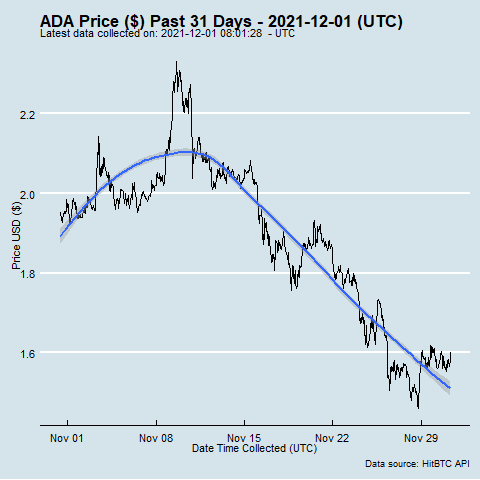 ADA Price ($) Past 31 Days - 2021-12-01 (UTC)
Latest data collected on: 2021-12-01 08:01:28 - UTC
2.2
2.0
1.8
1.6
Price USD ($)
Nov 01 Nov 08 Nov 15 Nov 22 Nov 29
Date Time Collected (UTC)
Data source: HitBTC API